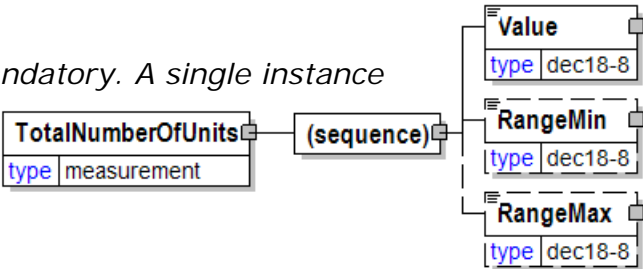 Value
type dec18-8
ndatory. A single instance
TotalNumberOfUnits
type measurement
(sequence)
RangeMin
type dec18-8
RangeMax
type dec18-8